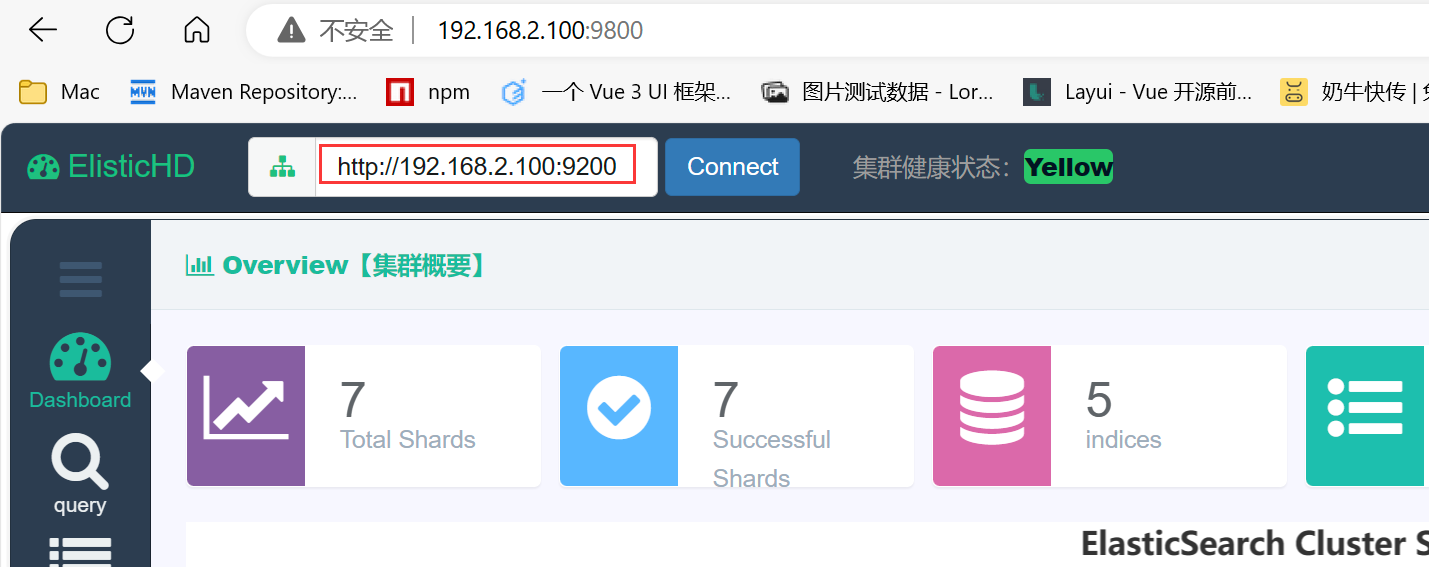 不安全 192.168.2.100:9800
Mac Maven Repository:... npm 一个 Vue 3 UI 框架... 图片测试数据 - Lor... Layui - Vue 开源前... 奶牛快传 |
ElisticHD http://192.168.2.100:9200 Connect 集群健康状态: Yellow
Overview【集群概要】
7
Total Shards
7
Successful
Shards
5
indices
Dashboard
query
ElasticSearch Cluster